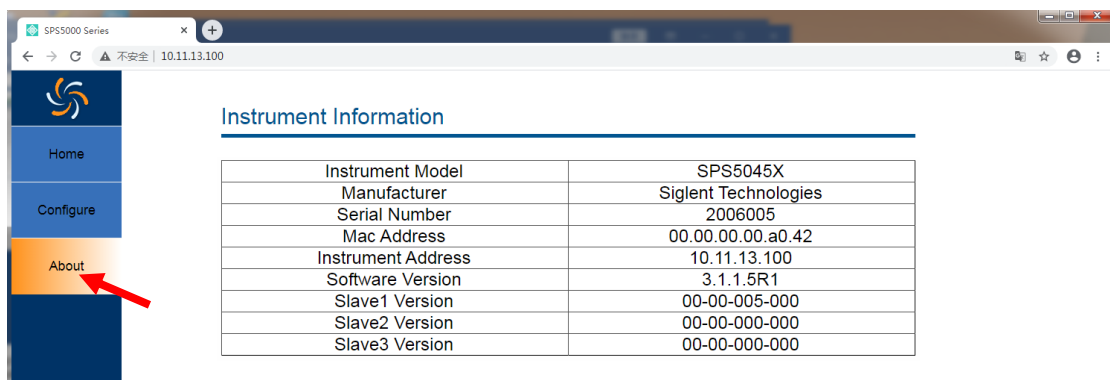 SPS5000 Series
不安全 | 10.11.13.100
Home
Configure
About
Instrument Information
Instrument Model SPS5045X
Manufacturer Siglent Technologies
Serial Number 2006005
Mac Address 00.00.00.00.a0.42
Instrument Address 10.11.13.100
Software Version 3.1.1.5R1
Slave1 Version 00-00-005-000
Slave2 Version 00-00-000-000
Slave3 Version 00-00-000-000